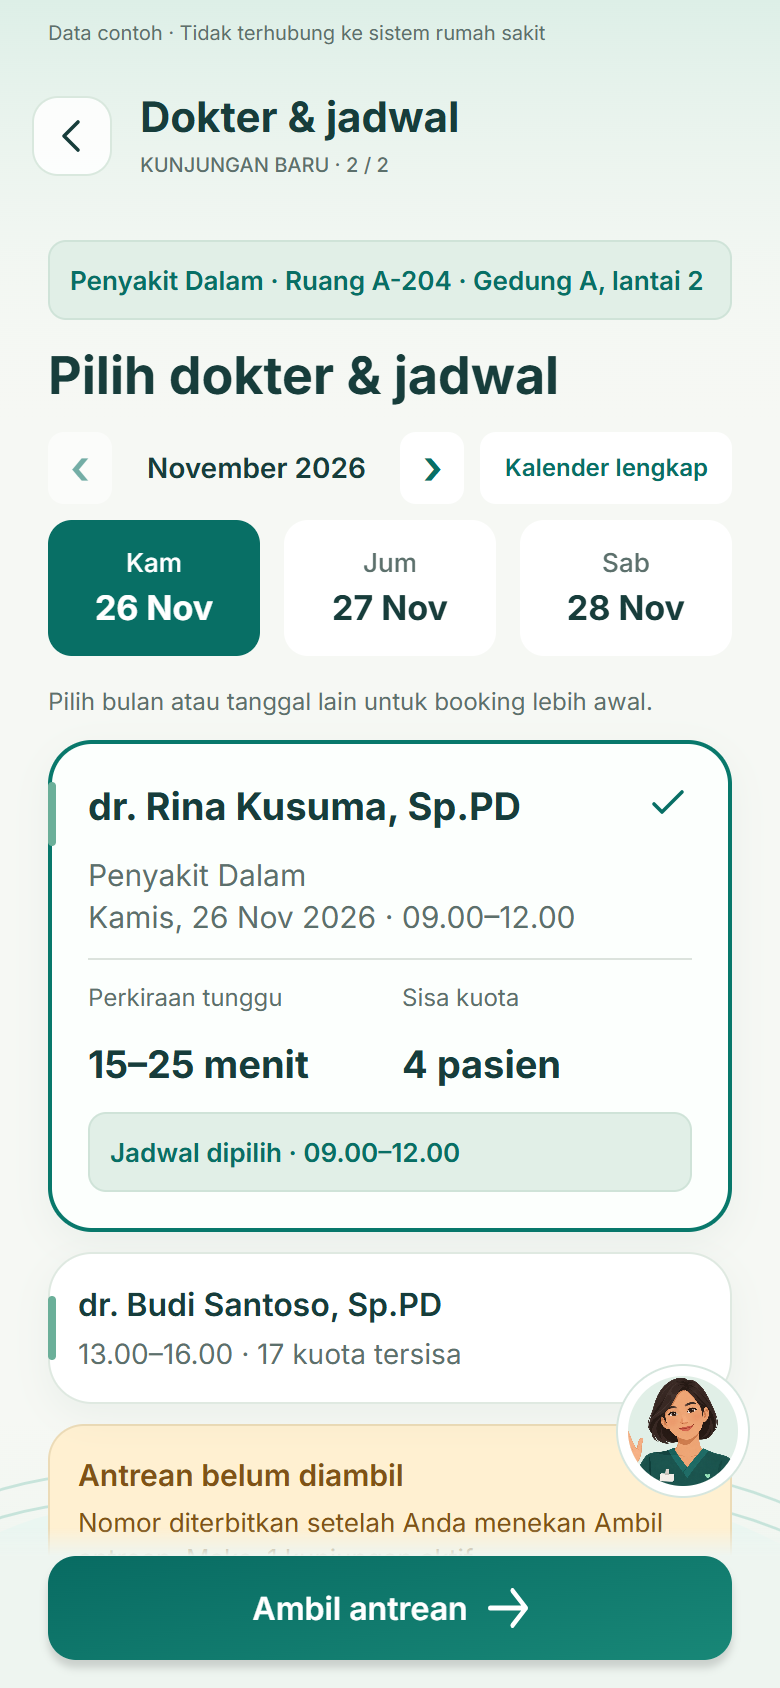 Data contoh · Tidak terhubung ke sistem rumah sakit
Dokter & jadwal
KUNJUNGAN BARU · 2 / 2
Penyakit Dalam · Ruang A-204 · Gedung A, lantai 2
Pilih dokter & jadwal
‹ November 2026 › Kalender lengkap
Kam Jum Sab
26 Nov 27 Nov 28 Nov
Pilih bulan atau tanggal lain untuk booking lebih awal.
dr. Rina Kusuma, Sp.PD
Penyakit Dalam
Kamis, 26 Nov 2026 · 09.00–12.00
Perkiraan tunggu Sisa kuota
15–25 menit 4 pasien
Jadwal dipilih · 09.00–12.00
dr. Budi Santoso, Sp.PD
13.00–16.00 · 17 kuota tersisa
Antrean belum diambil
Nomor diterbitkan setelah Anda menekan Ambil
Ambil antrean